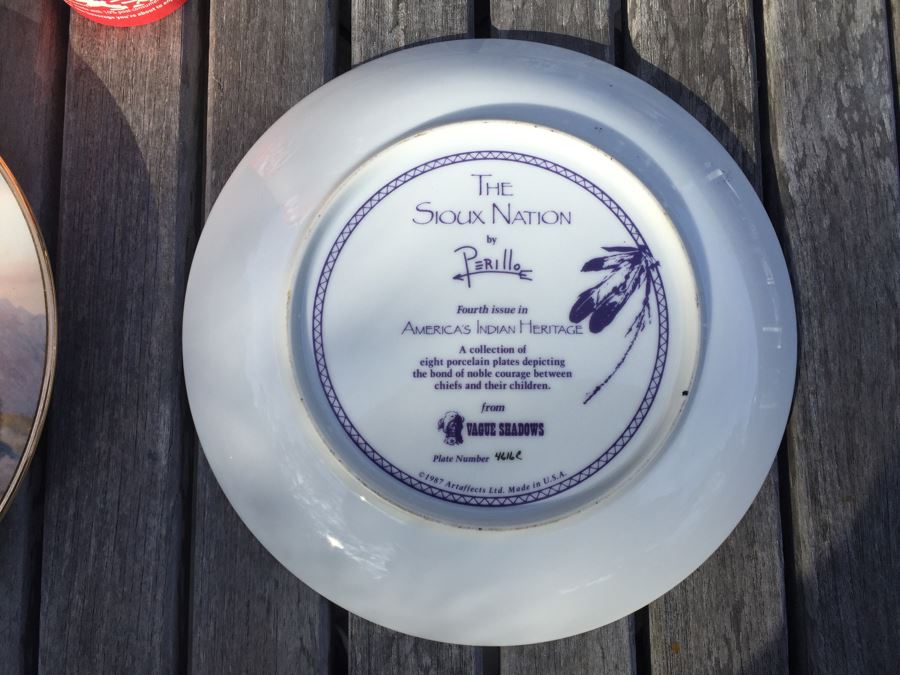 THE
SIOUX NATION
by
PERILLO
Fourth issue in
AMERICA'S INDIAN HERITAGE
A collection of
eight porcelain plates depicting
the bond of noble courage between
chiefs and their children.
from
VAGUE SHADOWS
Plate Number
©1987 Artaffects Ltd. Made in U.S.A.